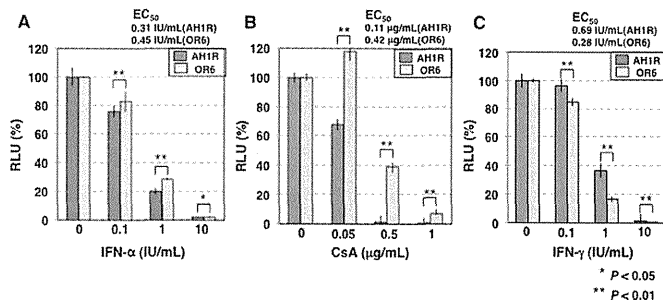 A
EC50
0.31 IU/mL(AH1R)
0.45 IU/mL(OR6)
AH1R
OR6
RLU (%)
120
100
80
60
40
20
0
**
**
*
0 0.1 1 10
IFN-α (IU/mL)
B
EC50
0.11 μg/mL(AH1R)
0.42 μg/mL(OR6)
AH1R
OR6
RLU (%)
120
100
80
60
40
20
0
**
**
**
0 0.05 0.5 1
CsA (μg/mL)
C
EC50
0.69 IU/mL(AH1R)
0.28 IU/mL(OR6)
AH1R
OR6
RLU (%)
120
100
80
60
40
20
0
**
**
**
0 0.1 1 10
IFN-γ (IU/mL)
* P < 0.05
** P < 0.01